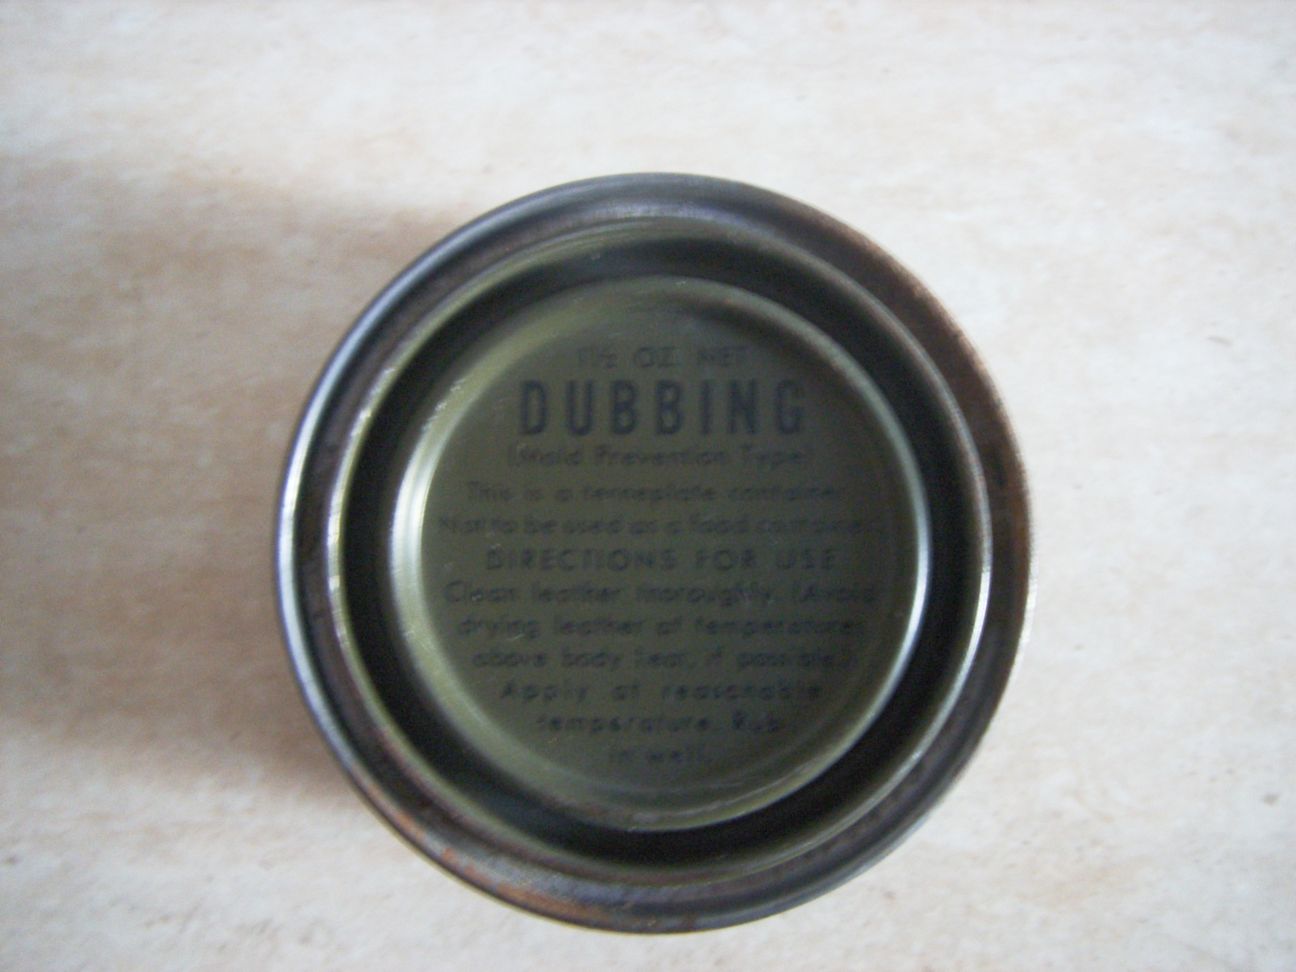 1½ OZ. NET
DUBBING
(Mold Prevention Type)
This is a terneplate container
Not to be used as a food container
DIRECTIONS FOR USE
Clean leather thoroughly. (Avoid
drying leather at temperatures
above body heat, if possible.)
Apply at reasonable
temperature. Rub
in well.